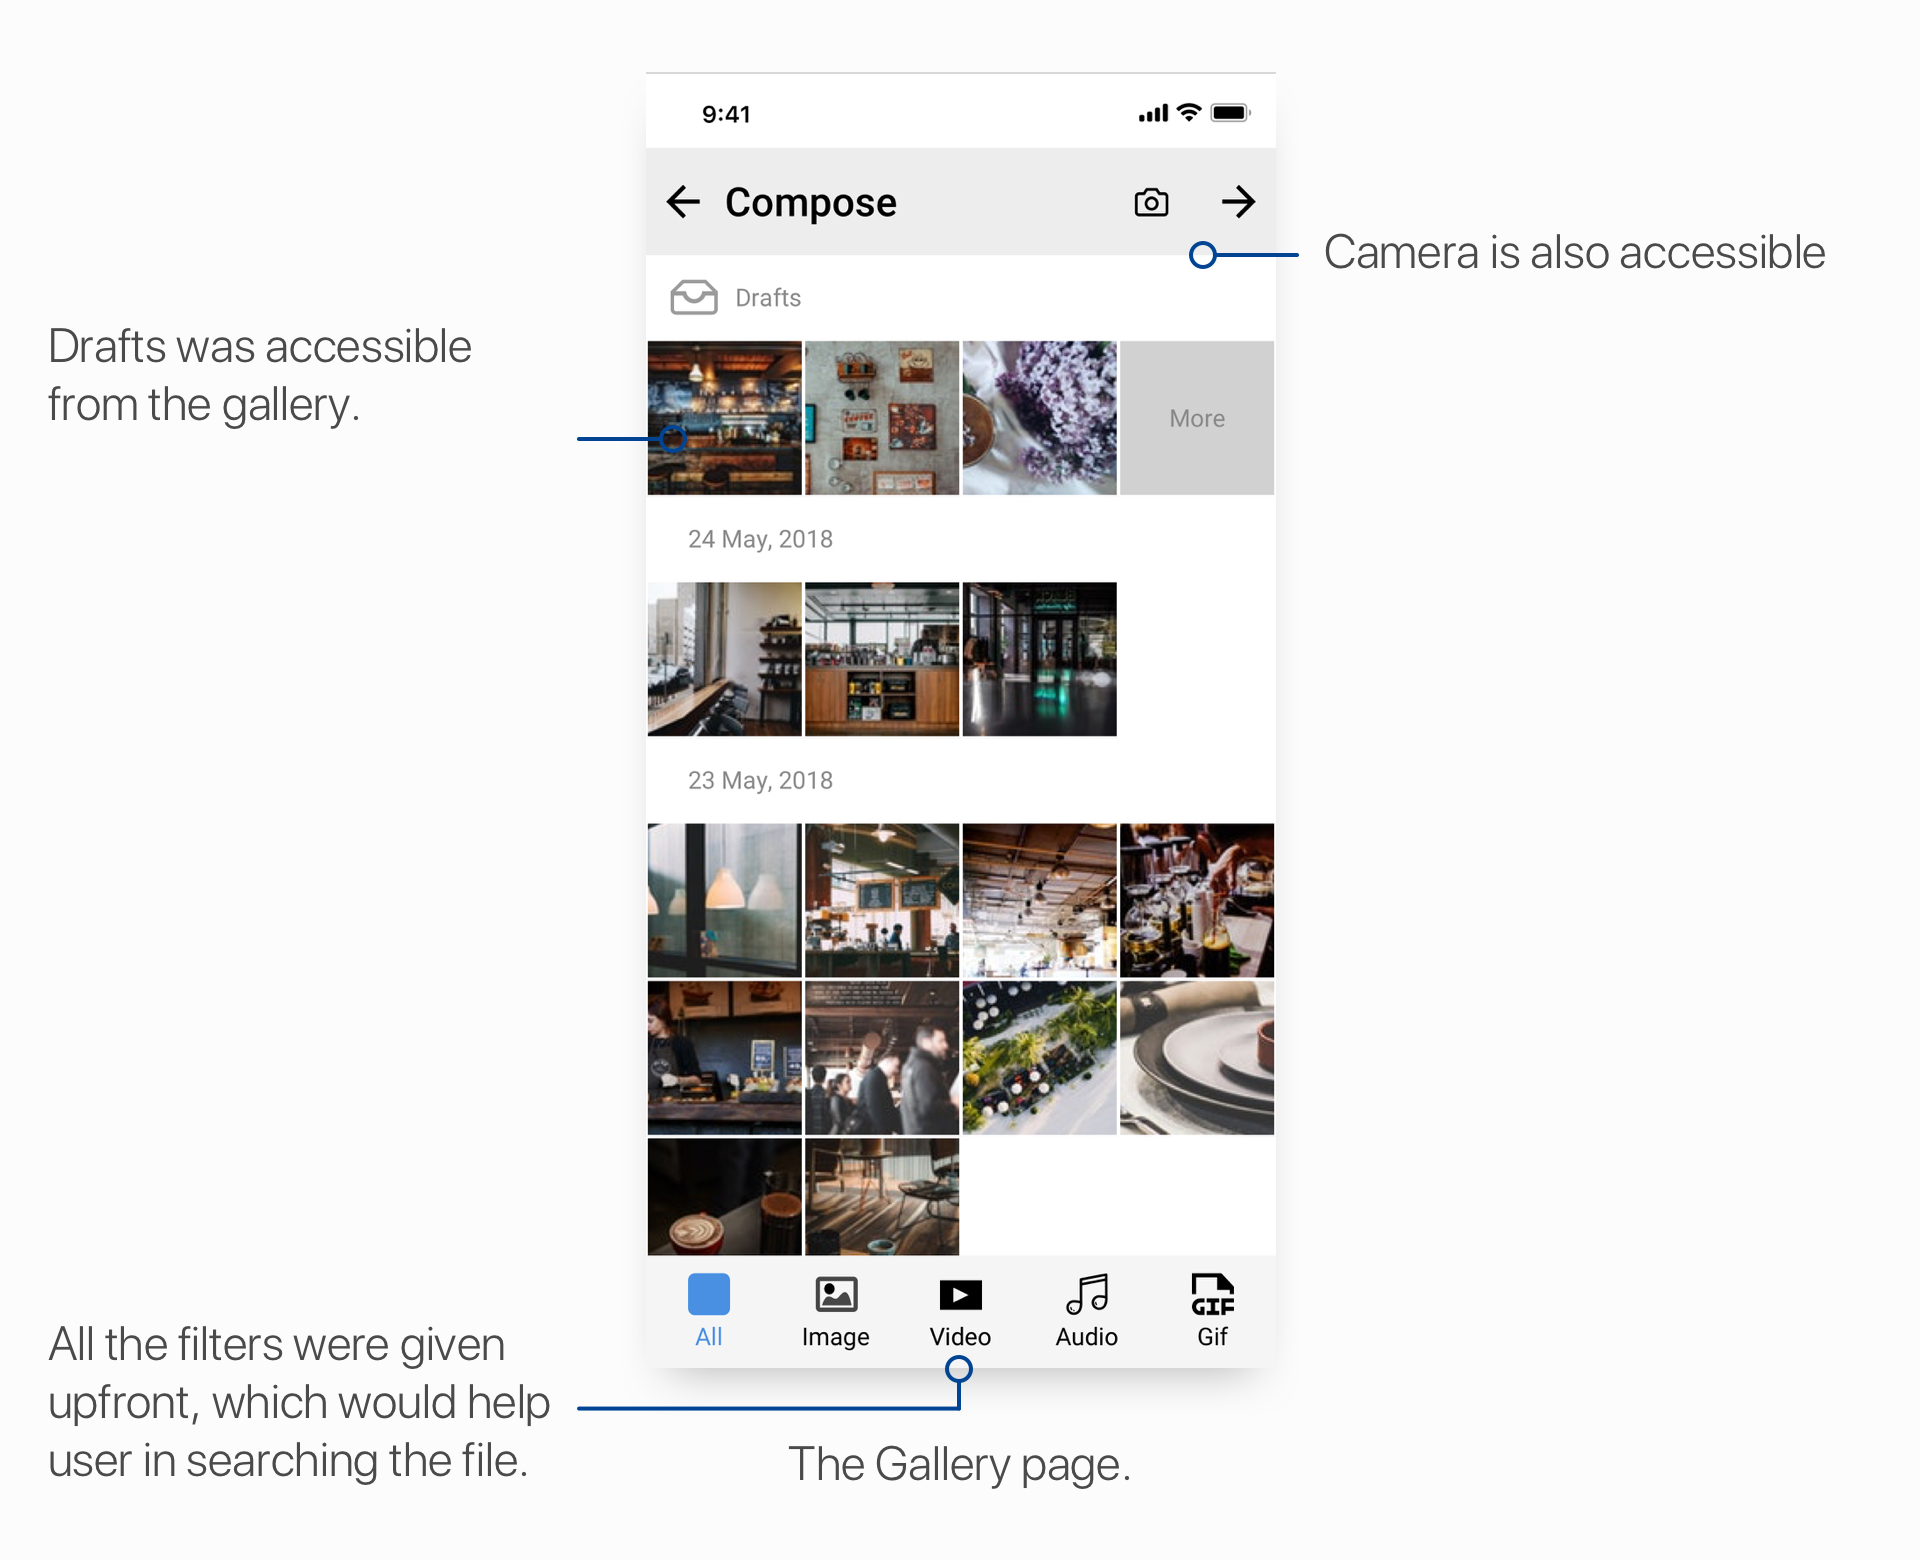 9:41
Compose
Camera is also accessible
Drafts
Drafts was accessible
from the gallery.
More
24 May, 2018
23 May, 2018
GIF
All
Image
Video
Audio
Gif
All the filters were given
upfront, which would help
user in searching the file.
The Gallery page.